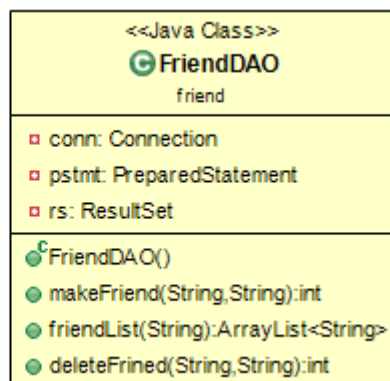 <<Java Class>>
FriendDAO
friend
conn: Connection
pstmt: PreparedStatement
rs: ResultSet
FriendDAO()
makeFriend(String,String):int
friendList(String):ArrayList<String>
deleteFrined(String,String):int